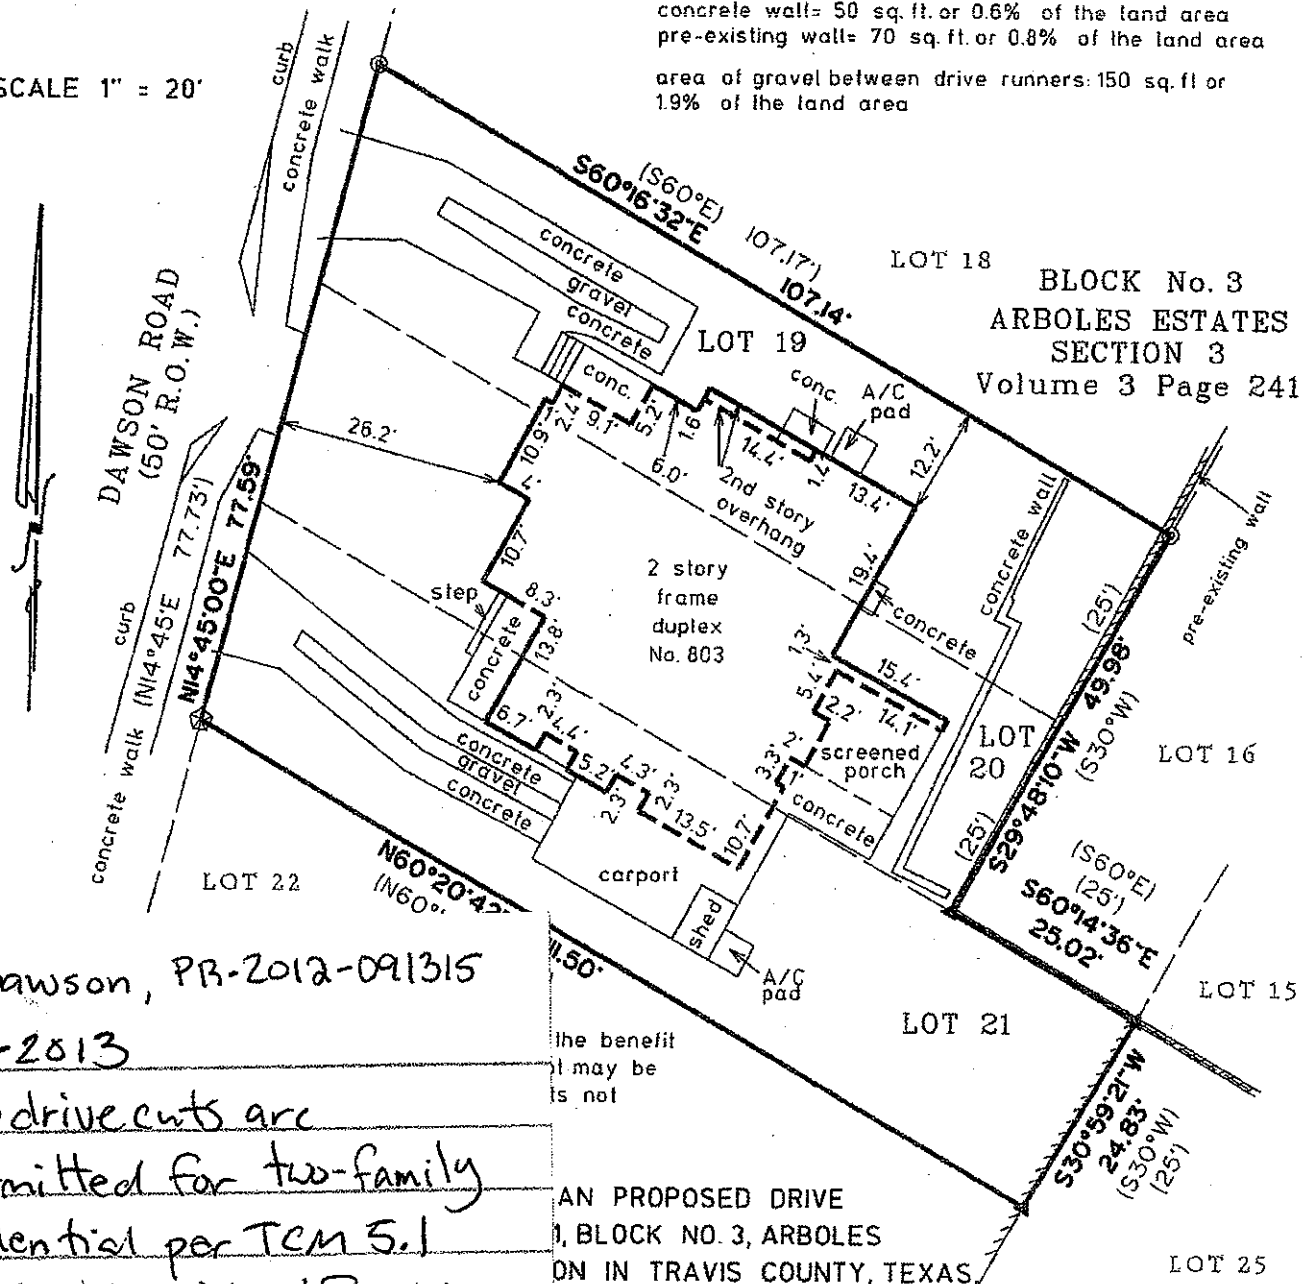 concrete wall= 50 sq. ft. or 0.6% of the land area
pre-existing wall= 70 sq. ft. or 0.8% of the land area
area of gravel between drive runners: 150 sq. ft or
1.9% of the land area
SCALE 1" = 20'
curb
concrete walk
DAWSON ROAD
(50' R.O.W.)
S60°16'32"E
(S60°E)
107.17')
107.14'
LOT 18
BLOCK No. 3
ARBOLES ESTATES
SECTION 3
Volume 3 Page 241
concrete
gravel
concrete
LOT 19
conc.
conc.
A/C
pad
26.2'
10.9'
2.4'
9.1'
5.2'
1.6'
6.0'
14.4'
1.4'
13.4'
12.2'
4'
2nd story
overhang
10.7'
19.4'
concrete wall
pre-existing wall
N14°45'00"E 77.59'
(N14°45'E 77.73')
curb
concrete walk
step
8.3'
concrete
13.8'
2 story
frame
duplex
No. 803
concrete
1.3'
15.4'
5.4'
2.2'
14.1'
screened
porch
2'
3.3'
1'
concrete
LOT
20
(25')
S29°48'10"W 49.98'
(S30°W)
(25')
LOT 16
6.7'
2.3'
4.4'
5.2'
4.3'
2.3'
2.3'
13.5'
10.7'
concrete
gravel
concrete
carport
shed
A/C
pad
(S60°E)
(25')
S60°14'36"E
25.02'
LOT 15
LOT 22
N60°20'42"
(N60°
11.50'
LOT 21
S30°59'21"W
24.83'
(S30°W)
(25')
LOT 25
awson, PR-2012-091315
-2013
drive cuts are
mitted for two-family
dential per TCM 5.1
the benefit
t may be
is not
AN PROPOSED DRIVE
1, BLOCK NO. 3, ARBOLES
ON IN TRAVIS COUNTY, TEXAS,